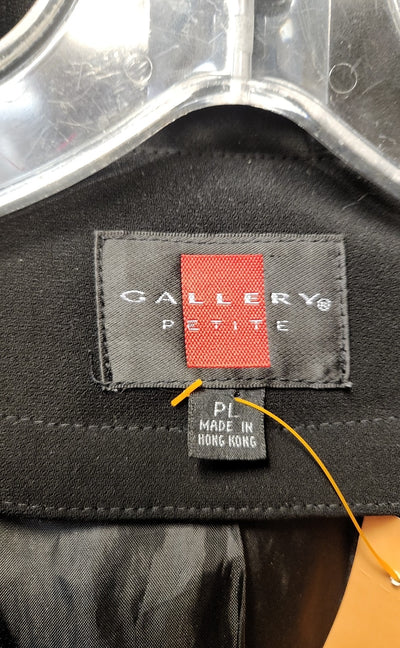 GALLERY®
PETITE
PL
MADE IN
HONG KONG